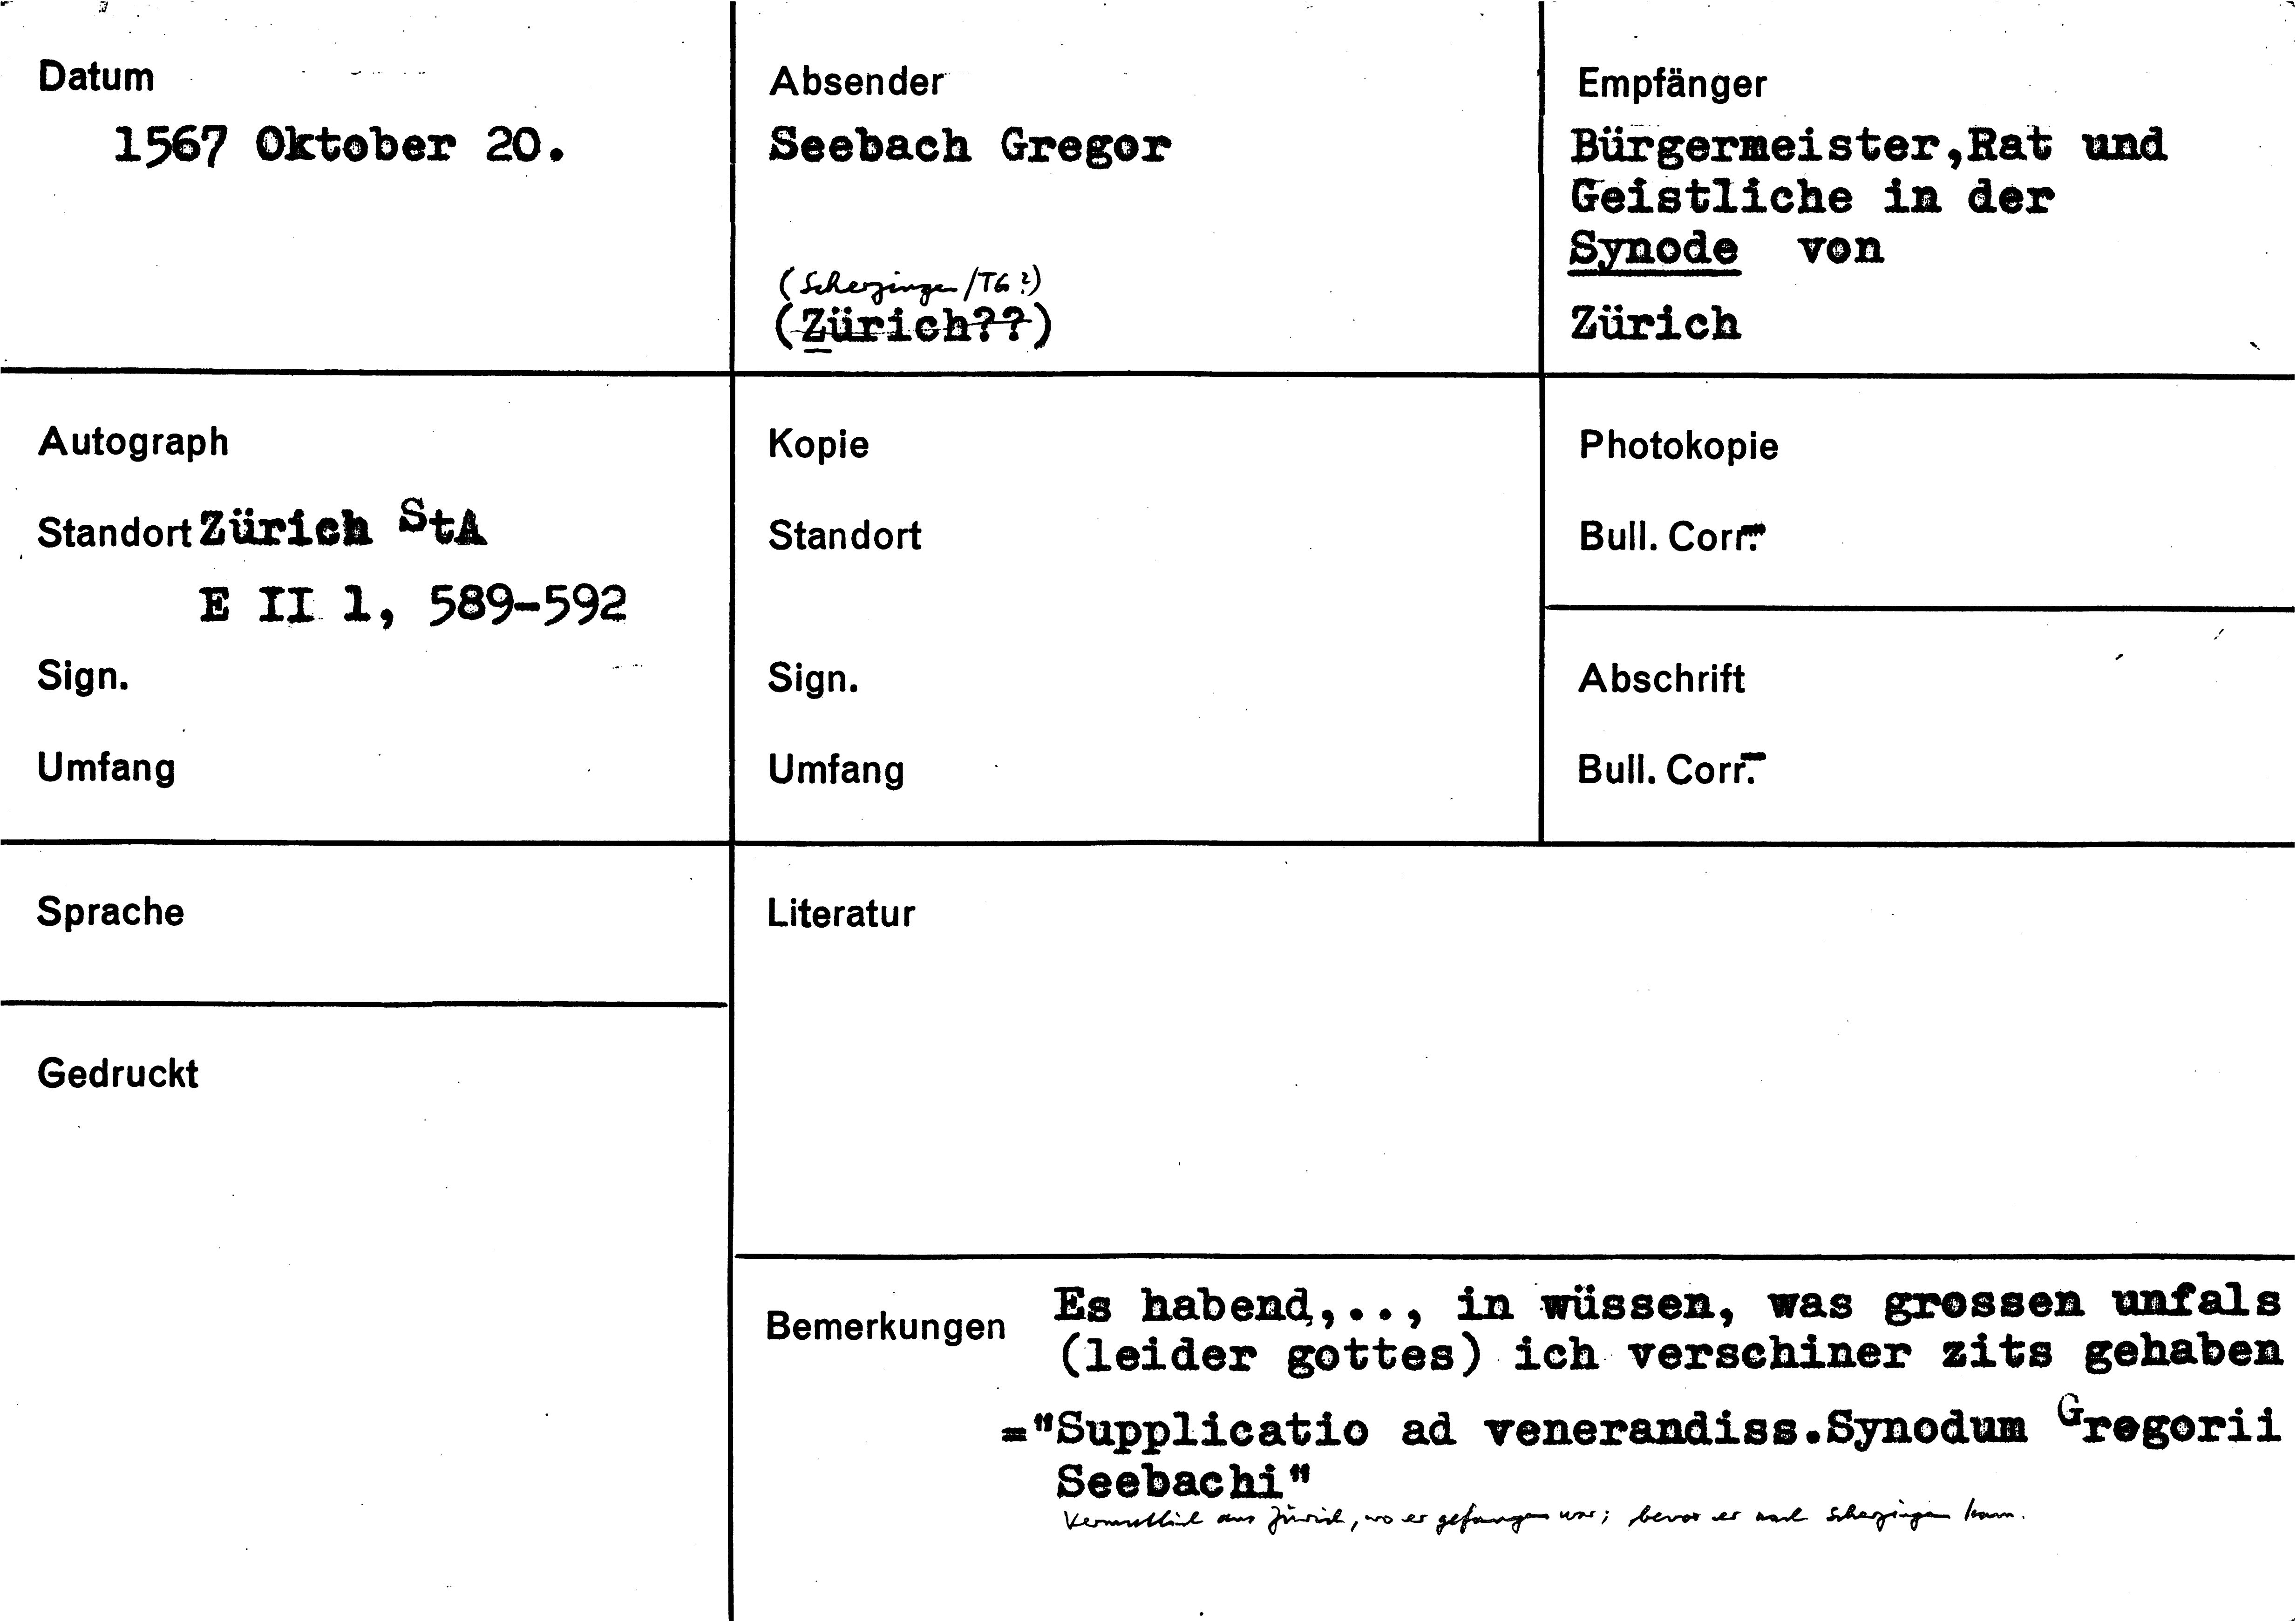 Datum
1567 Oktober 20.
Absender
Seebach Gregor
(Scherzingen/TG?)
(Zürich??)
Empfänger
Bürgermeister,Rat und
Geistliche in der
Synode von
Zürich
Autograph
Standort Zürich StA
E II 1, 589-592
Sign.
Umfang
Kopie
Standort
Sign.
Umfang
Photokopie
Bull. Corr.
Abschrift
Bull. Corr.
Sprache
Gedruckt
Literatur
Bemerkungen
Es habend,.., in wüssen, was grossen unfals
(leider gottes) ich verschiner zits gehaben
="Supplicatio ad venerandiss.Synodum Gregorii
Seebachi"
Vermutlich aus Zürich, wo er gefangen war; bevor er nach Scherzingen kam.